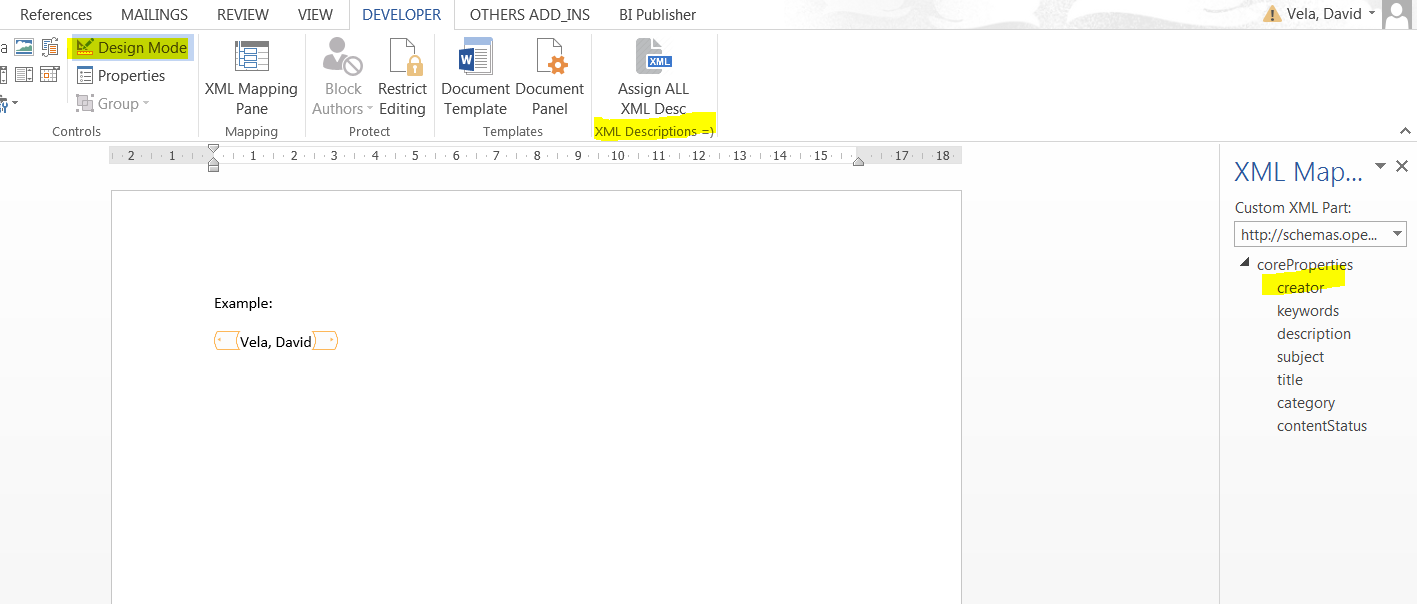 References MAILINGS REVIEW VIEW DEVELOPER OTHERS ADD_INS BI Publisher Vela, David
a Design Mode
Properties
Group
Controls
XML Mapping
Pane
Mapping
Block
Authors
Restrict
Editing
Protect
Document
Template
Document
Panel
Templates
XML
Assign ALL
XML Desc
XML Descriptions =)
2 1 1 2 3 4 5 6 7 8 9 10 11 12 13 14 15 17 18
Example:
Vela, David
XML Map...
Custom XML Part:
http://schemas.ope...
coreProperties
creator
keywords
description
subject
title
category
contentStatus